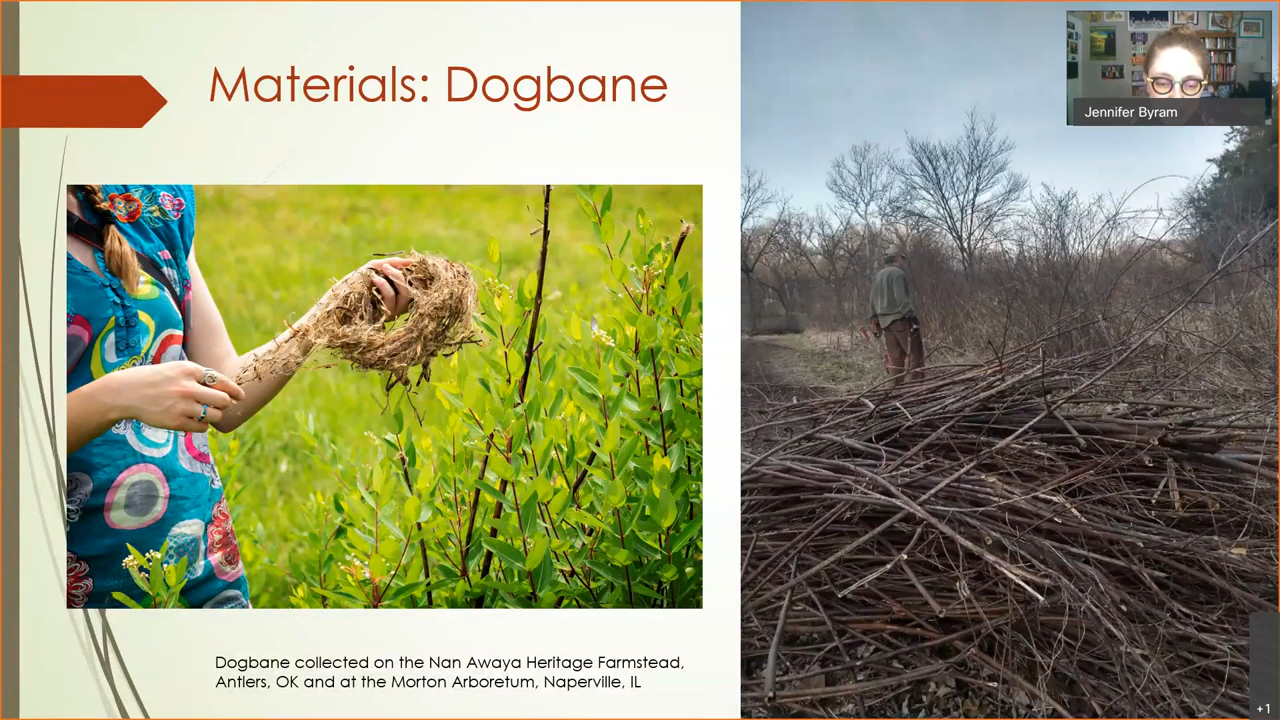 Materials: Dogbane
Jennifer Byram
Dogbane collected on the Nan Awaya Heritage Farmstead,
Antlers, OK and at the Morton Arboretum, Naperville, IL
+1